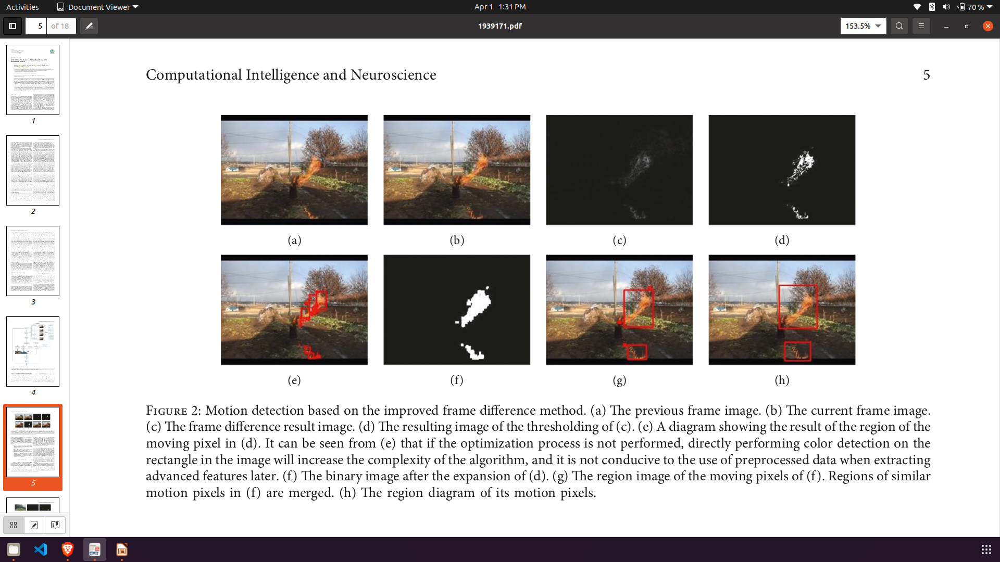 Activities
Document Viewer
Apr 1 1:31 PM
70 %
5 of 18
1939171.pdf
153.5%
1
2
3
4
5
Computational Intelligence and Neuroscience
5
(a)
(b)
(c)
(d)
(e)
(f)
(g)
(h)
Figure 2: Motion detection based on the improved frame difference method. (a) The previous frame image. (b) The current frame image.
(c) The frame difference result image. (d) The resulting image of the thresholding of (c). (e) A diagram showing the result of the region of the
moving pixel in (d). It can be seen from (e) that if the optimization process is not performed, directly performing color detection on the
rectangle in the image will increase the complexity of the algorithm, and it is not conducive to the use of preprocessed data when extracting
advanced features later. (f) The binary image after the expansion of (d). (g) The region image of the moving pixels of (f). Regions of similar
motion pixels in (f) are merged. (h) The region diagram of its motion pixels.